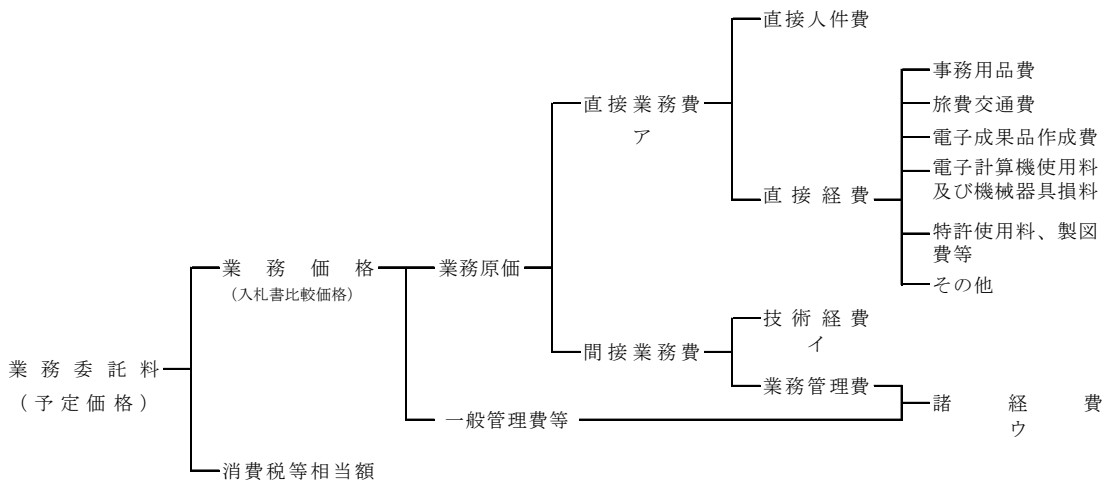 直接人件費
事務用品費
直接業務費
ア
旅費交通費
電子成果品作成費
電子計算機使用料
及び機械器具損料
直接経費
特許使用料、製図
費等
業務価格
(入札書比較価格)
業務原価
その他
技術経費
イ
間接業務費
業務委託料
(予定価格)
業務管理費
諸経費
ウ
一般管理費等
消費税等相当額